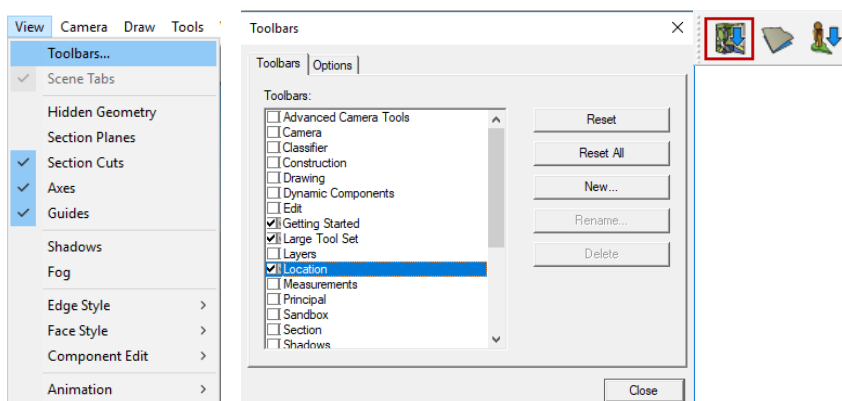 View Camera Draw Tools
Toolbars...
Scene Tabs
Hidden Geometry
Section Planes
Section Cuts
Axes
Guides
Shadows
Fog
Edge Style
Face Style
Component Edit
Animation
Toolbars
Toolbars Options
Toolbars:
Advanced Camera Tools
Camera
Classifier
Construction
Drawing
Dynamic Components
Edit
Getting Started
Large Tool Set
Layers
Location
Measurements
Principal
Sandbox
Section
Shadows
Reset
Reset All
New...
Rename...
Delete
Close